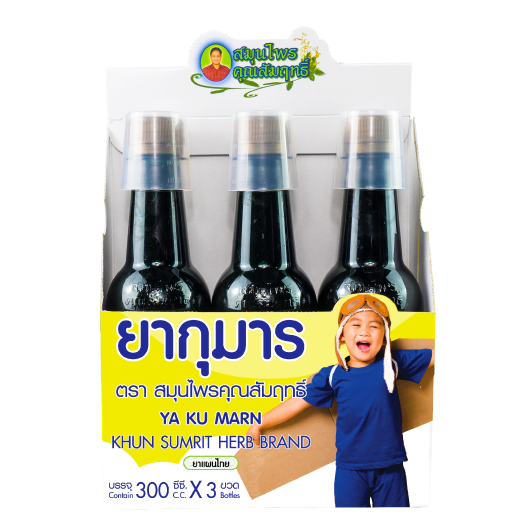 สมุนไพร
คุณสัมฤทธิ์
ยากุมาร
ตรา สมุนไพรคุณสัมฤทธิ์
YA KU MARN
KHUN SUMRIT HERB BRAND
ยาแผนไทย
บรรจุ 300 ซีซี. X 3 ขวด
Contain C.C. Bottles